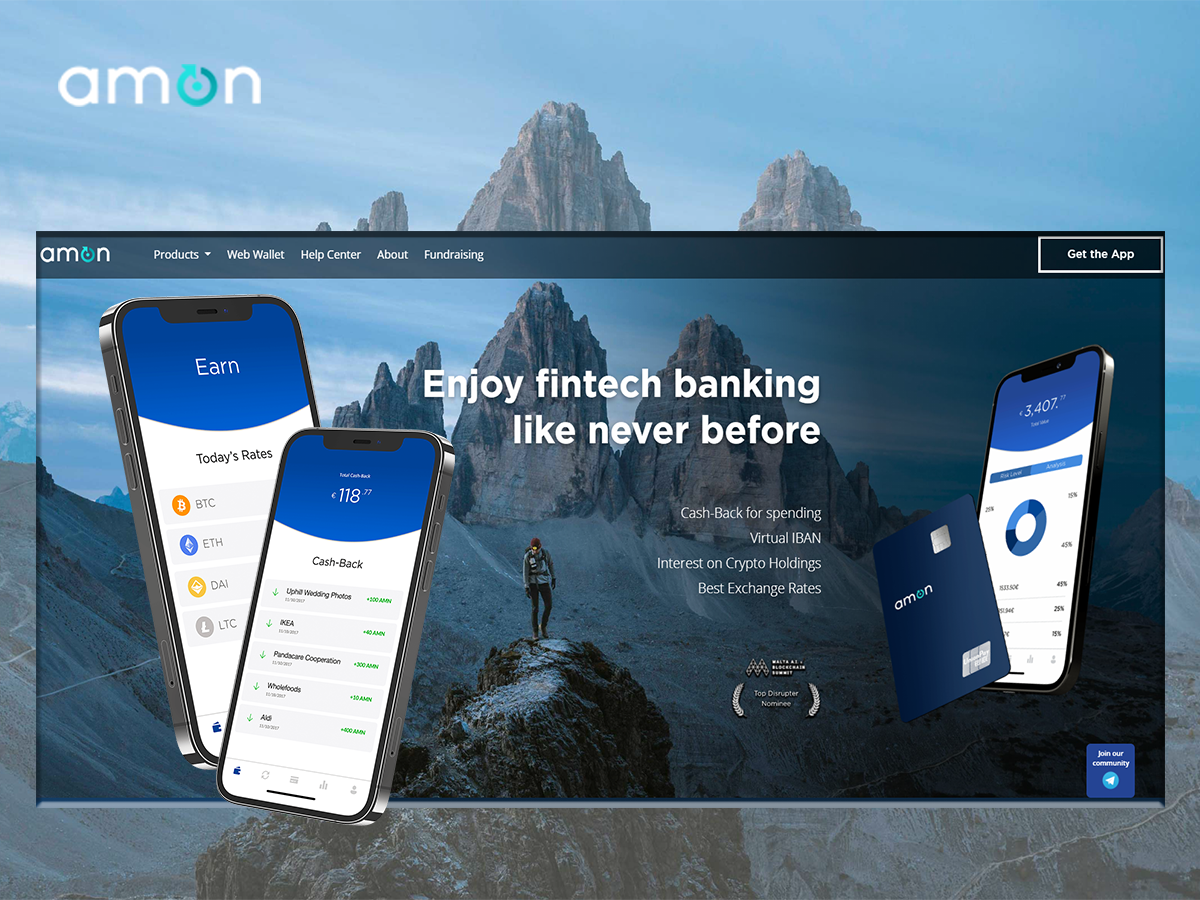 amon
amon
Products
Web Wallet
Help Center
About
Fundraising
Get the App
Enjoy fintech banking
like never before
Cash-Back for spending
Virtual IBAN
Interest on Crypto Holdings
Best Exchange Rates
MALTA A.I. &
BLOCKCHAIN
SUMMIT
Top Disrupter
Nominee
Earn
Today's Rates
BTC
ETH
DAI
LTC
Total Cash-Back
€ 118.77
Cash-Back
Uphill Wedding Photos
11/10/2017
+100 AMN
IKEA
11/10/2017
+40 AMN
Pandacare Cooperation
11/10/2017
+300 AMN
Wholefoods
11/10/2017
+10 AMN
Aldi
11/10/2017
+400 AMN
€ 3,407.77
Total Value
Risk Level
Analysis
15%
25%
45%
45%
25%
15%
amon
Join our
community